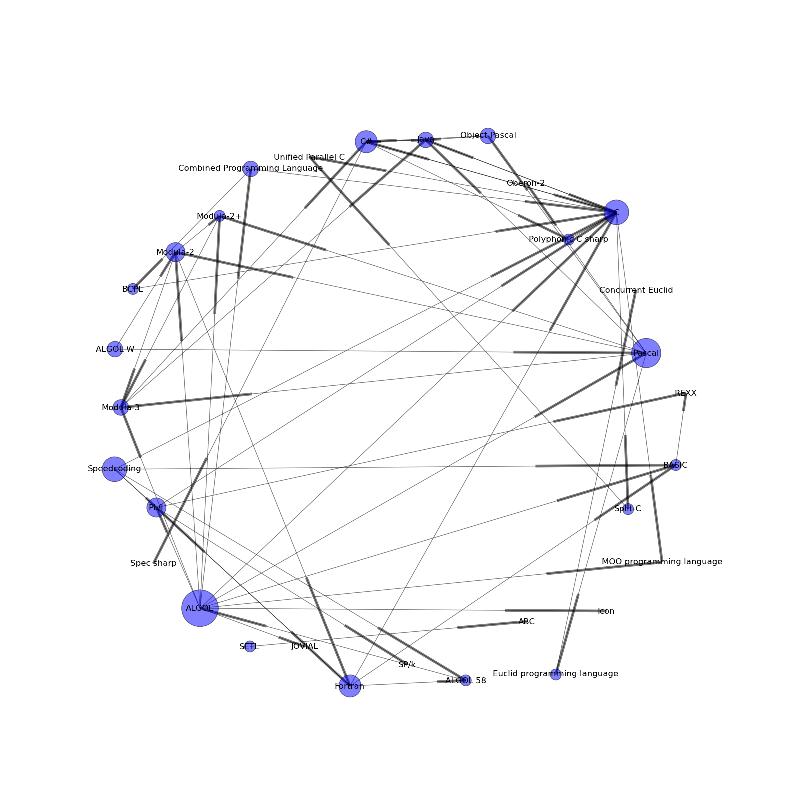 Object Pascal
Java
C#
Unified Parallel C
Combined Programming Language
Oberon-2
C
Modula-2+
Polyphonic C sharp
Modula-2
BCPL
Concurrent Euclid
ALGOL W
Pascal
REXX
Modula-3
BASIC
Speedcoding
PL/I
Split-C
Spec sharp
MOO programming language
ALGOL
Icon
ABC
SETL
JOVIAL
SP/k
Euclid programming language
ALGOL 58
Fortran